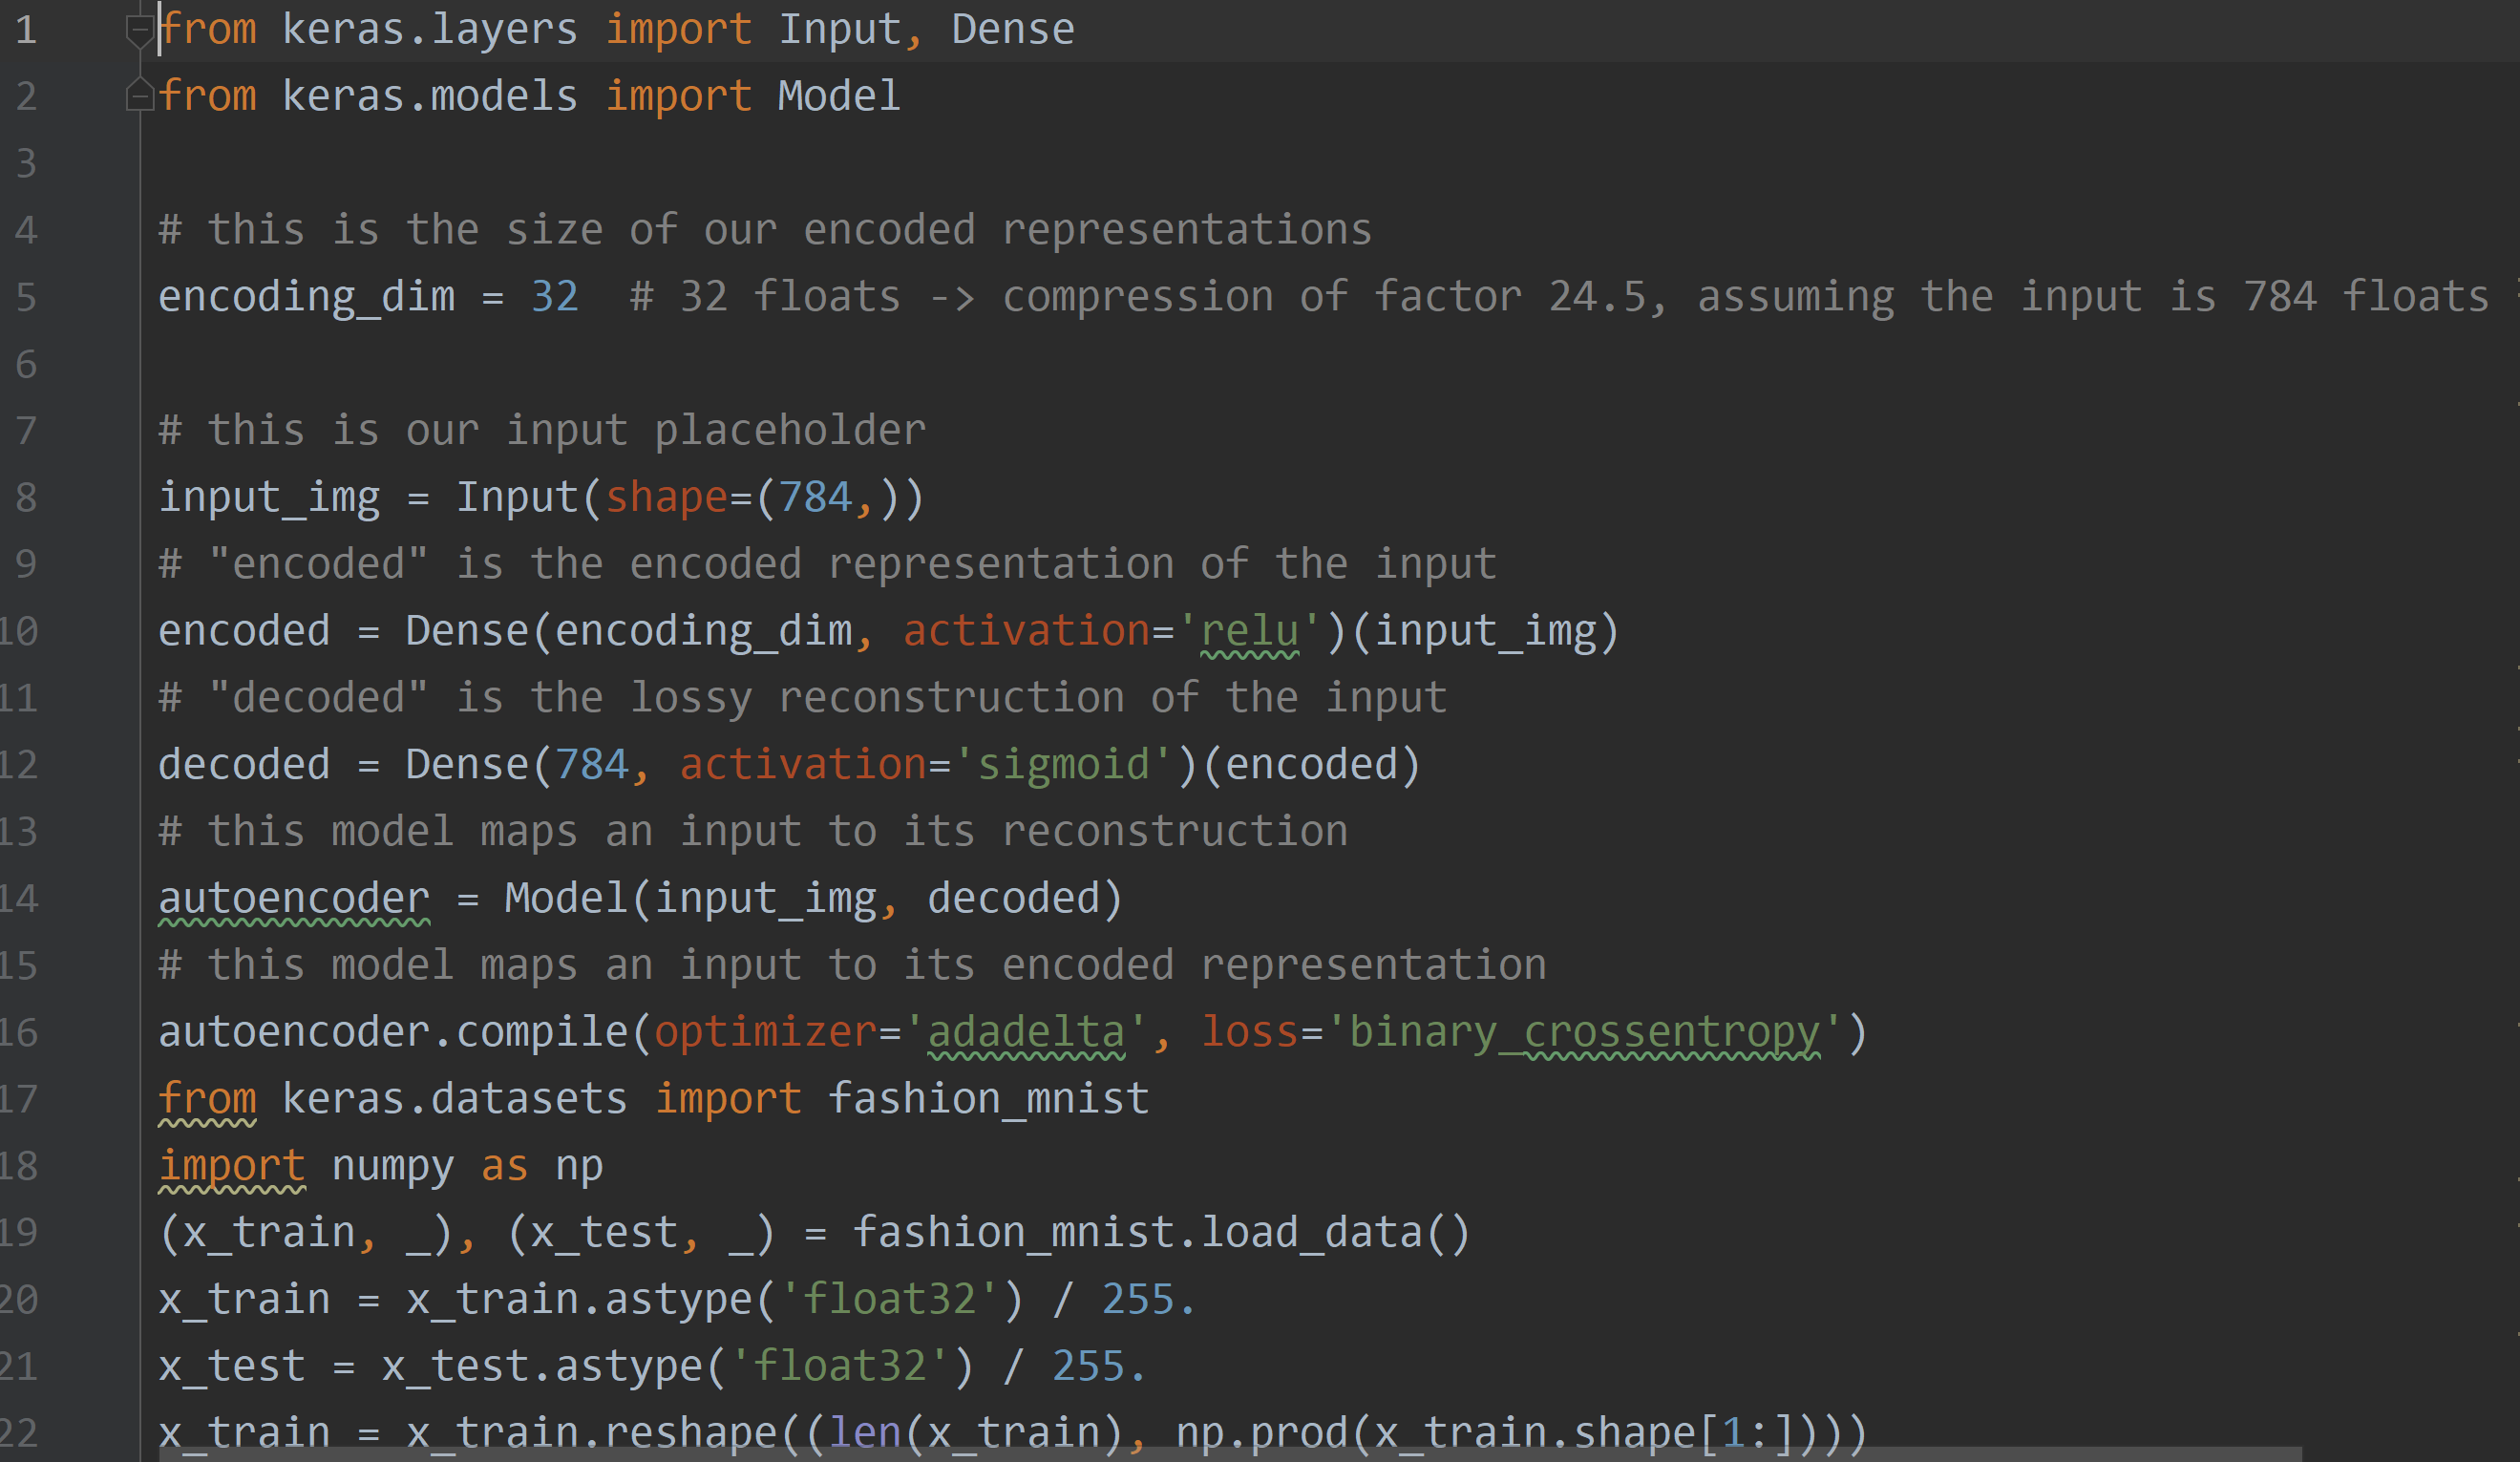 1 from keras.layers import Input, Dense
2 from keras.models import Model
3
4 # this is the size of our encoded representations
5 encoding_dim = 32  # 32 floats -> compression of factor 24.5, assuming the input is 784 floats
6
7 # this is our input placeholder
8 input_img = Input(shape=(784,))
9 # "encoded" is the encoded representation of the input
10 encoded = Dense(encoding_dim, activation='relu')(input_img)
11 # "decoded" is the lossy reconstruction of the input
12 decoded = Dense(784, activation='sigmoid')(encoded)
13 # this model maps an input to its reconstruction
14 autoencoder = Model(input_img, decoded)
15 # this model maps an input to its encoded representation
16 autoencoder.compile(optimizer='adadelta', loss='binary_crossentropy')
17 from keras.datasets import fashion_mnist
18 import numpy as np
19 (x_train, _), (x_test, _) = fashion_mnist.load_data()
20 x_train = x_train.astype('float32') / 255.
21 x_test = x_test.astype('float32') / 255.
22 x_train = x_train.reshape((len(x_train), np.prod(x_train.shape[1:])))